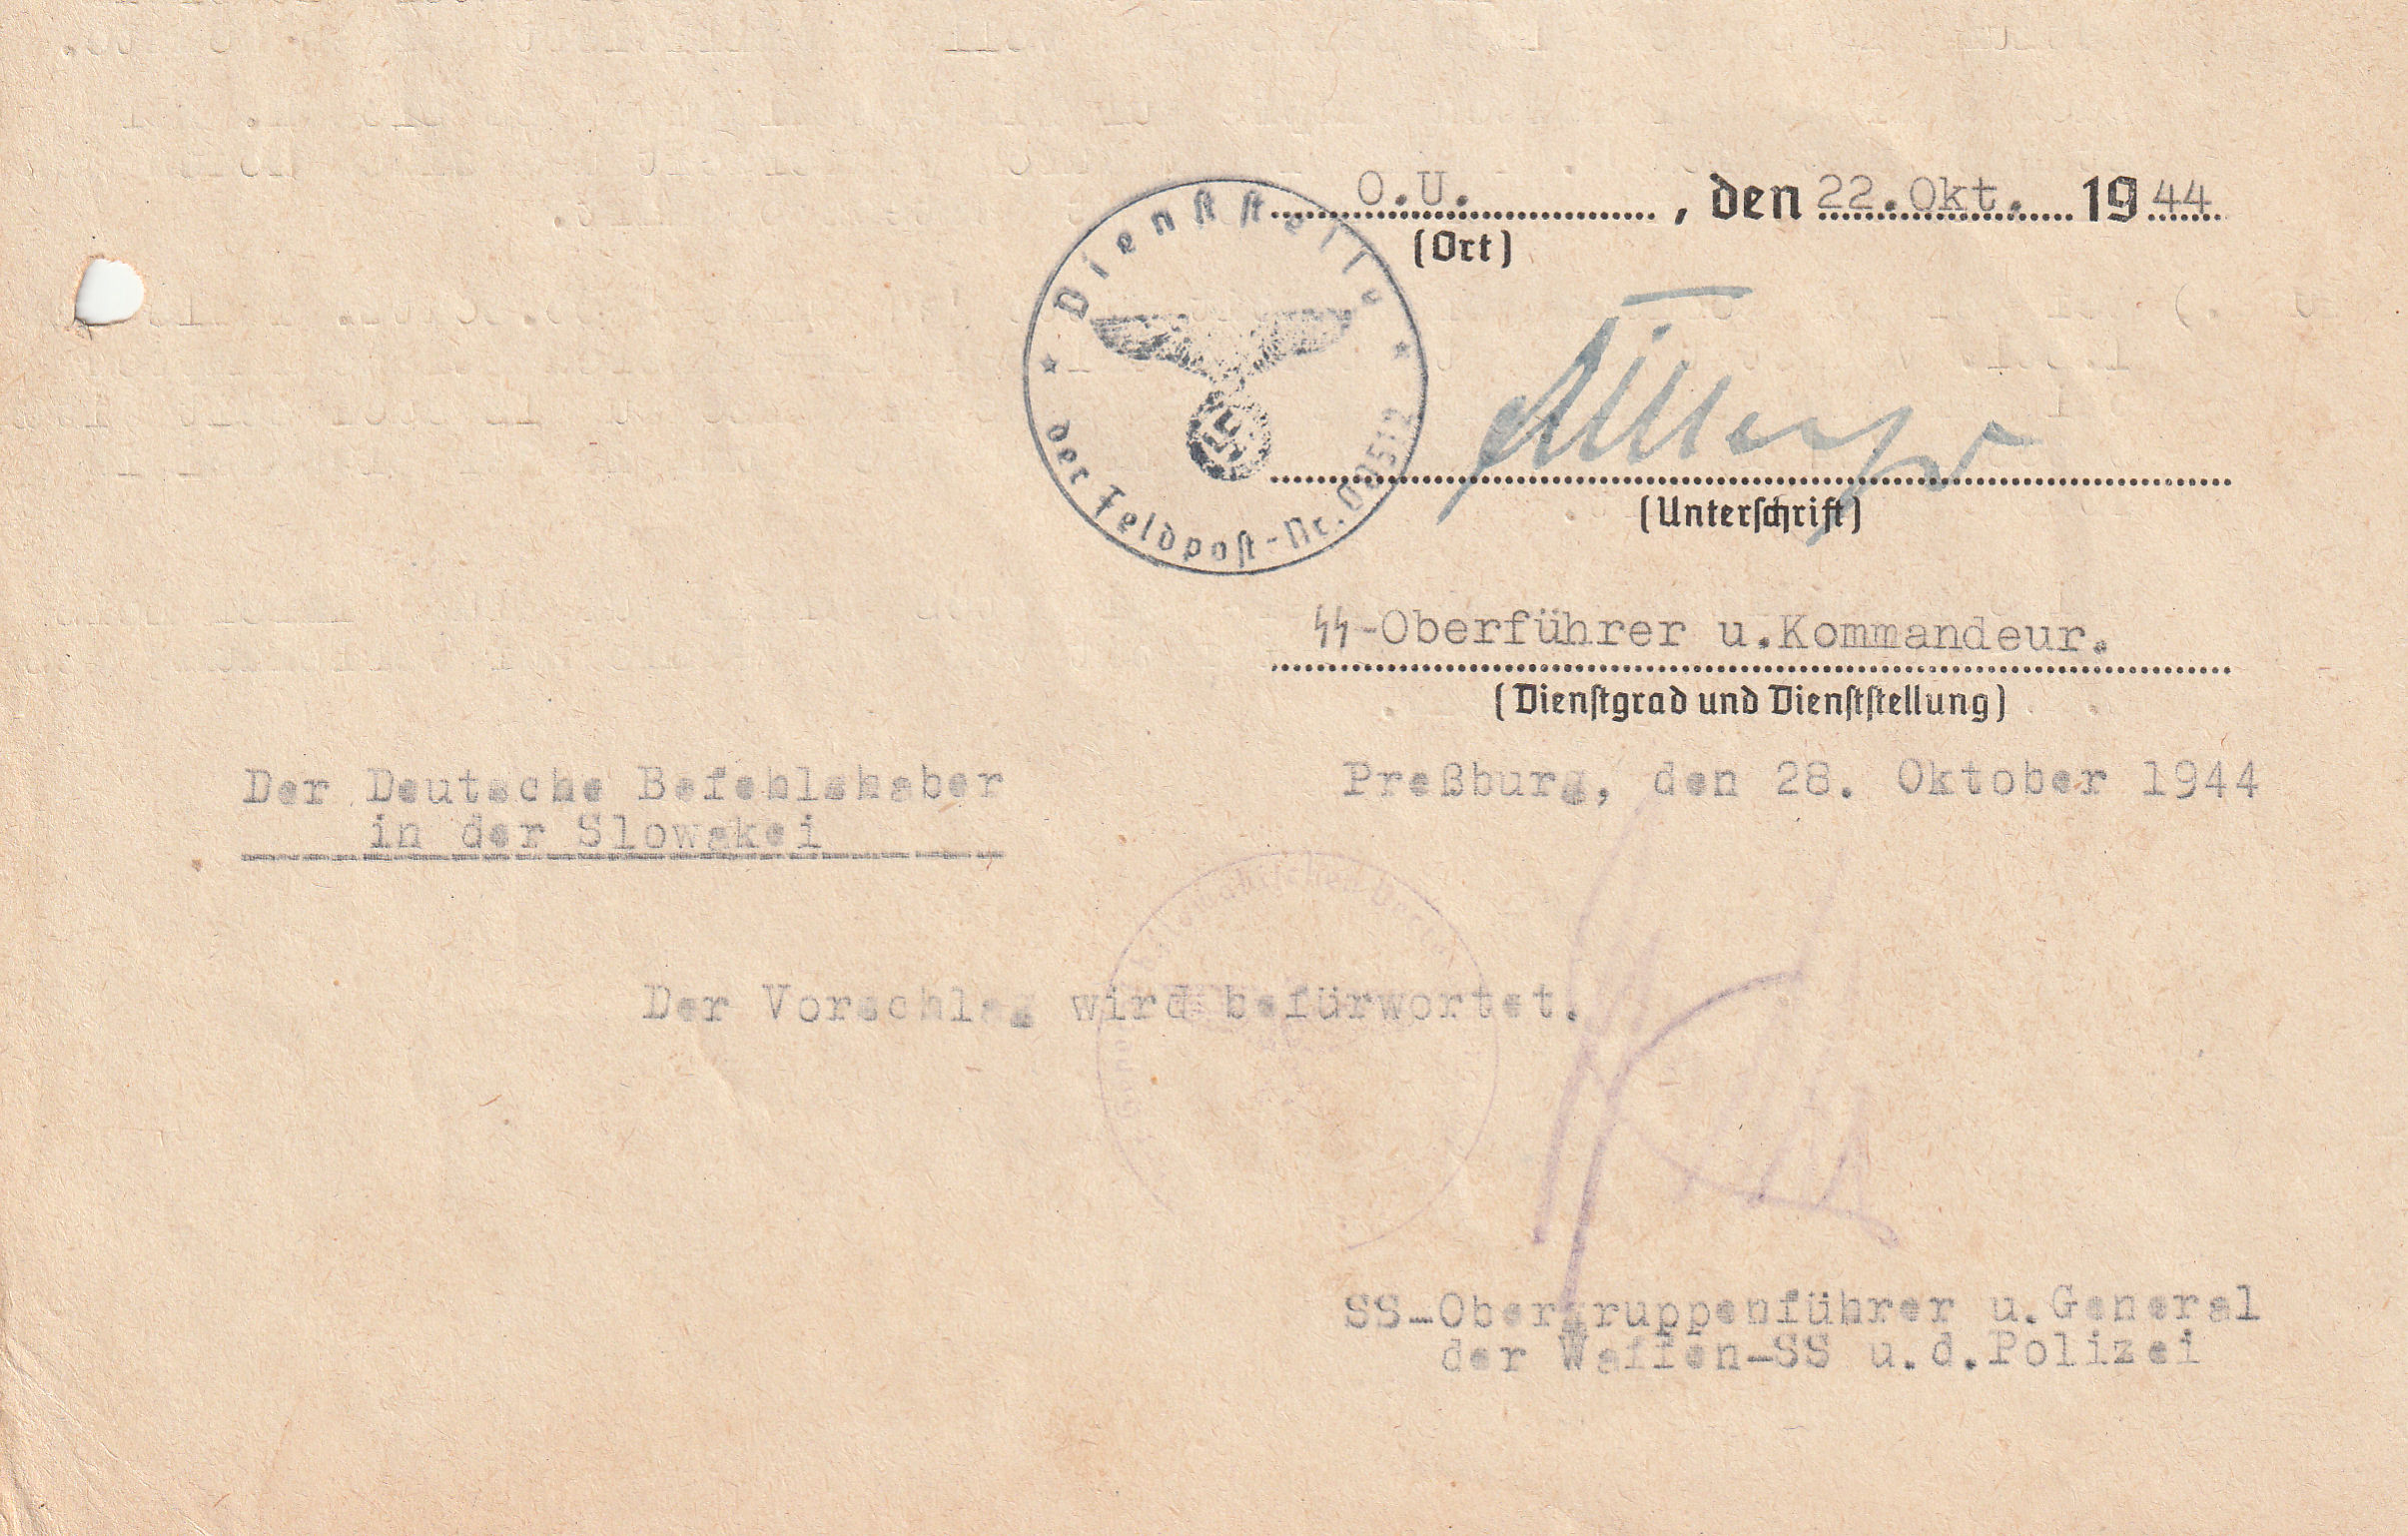 O.U. , den 22.Okt. 1944
(Ort)
Dienststelle
der Feldpost-Nr. 00512
(Unterschrift)
SS-Oberführer u.Kommandeur.
(Dienstgrad und Dienststellung)
Der Deutsche Befehlshaber
in der Slowakei
Preßburg, den 28. Oktober 1944
Der Vorschlag wird befürwortet.
SS-Obergruppenführer u.General
der Waffen-SS u.d.Polizei